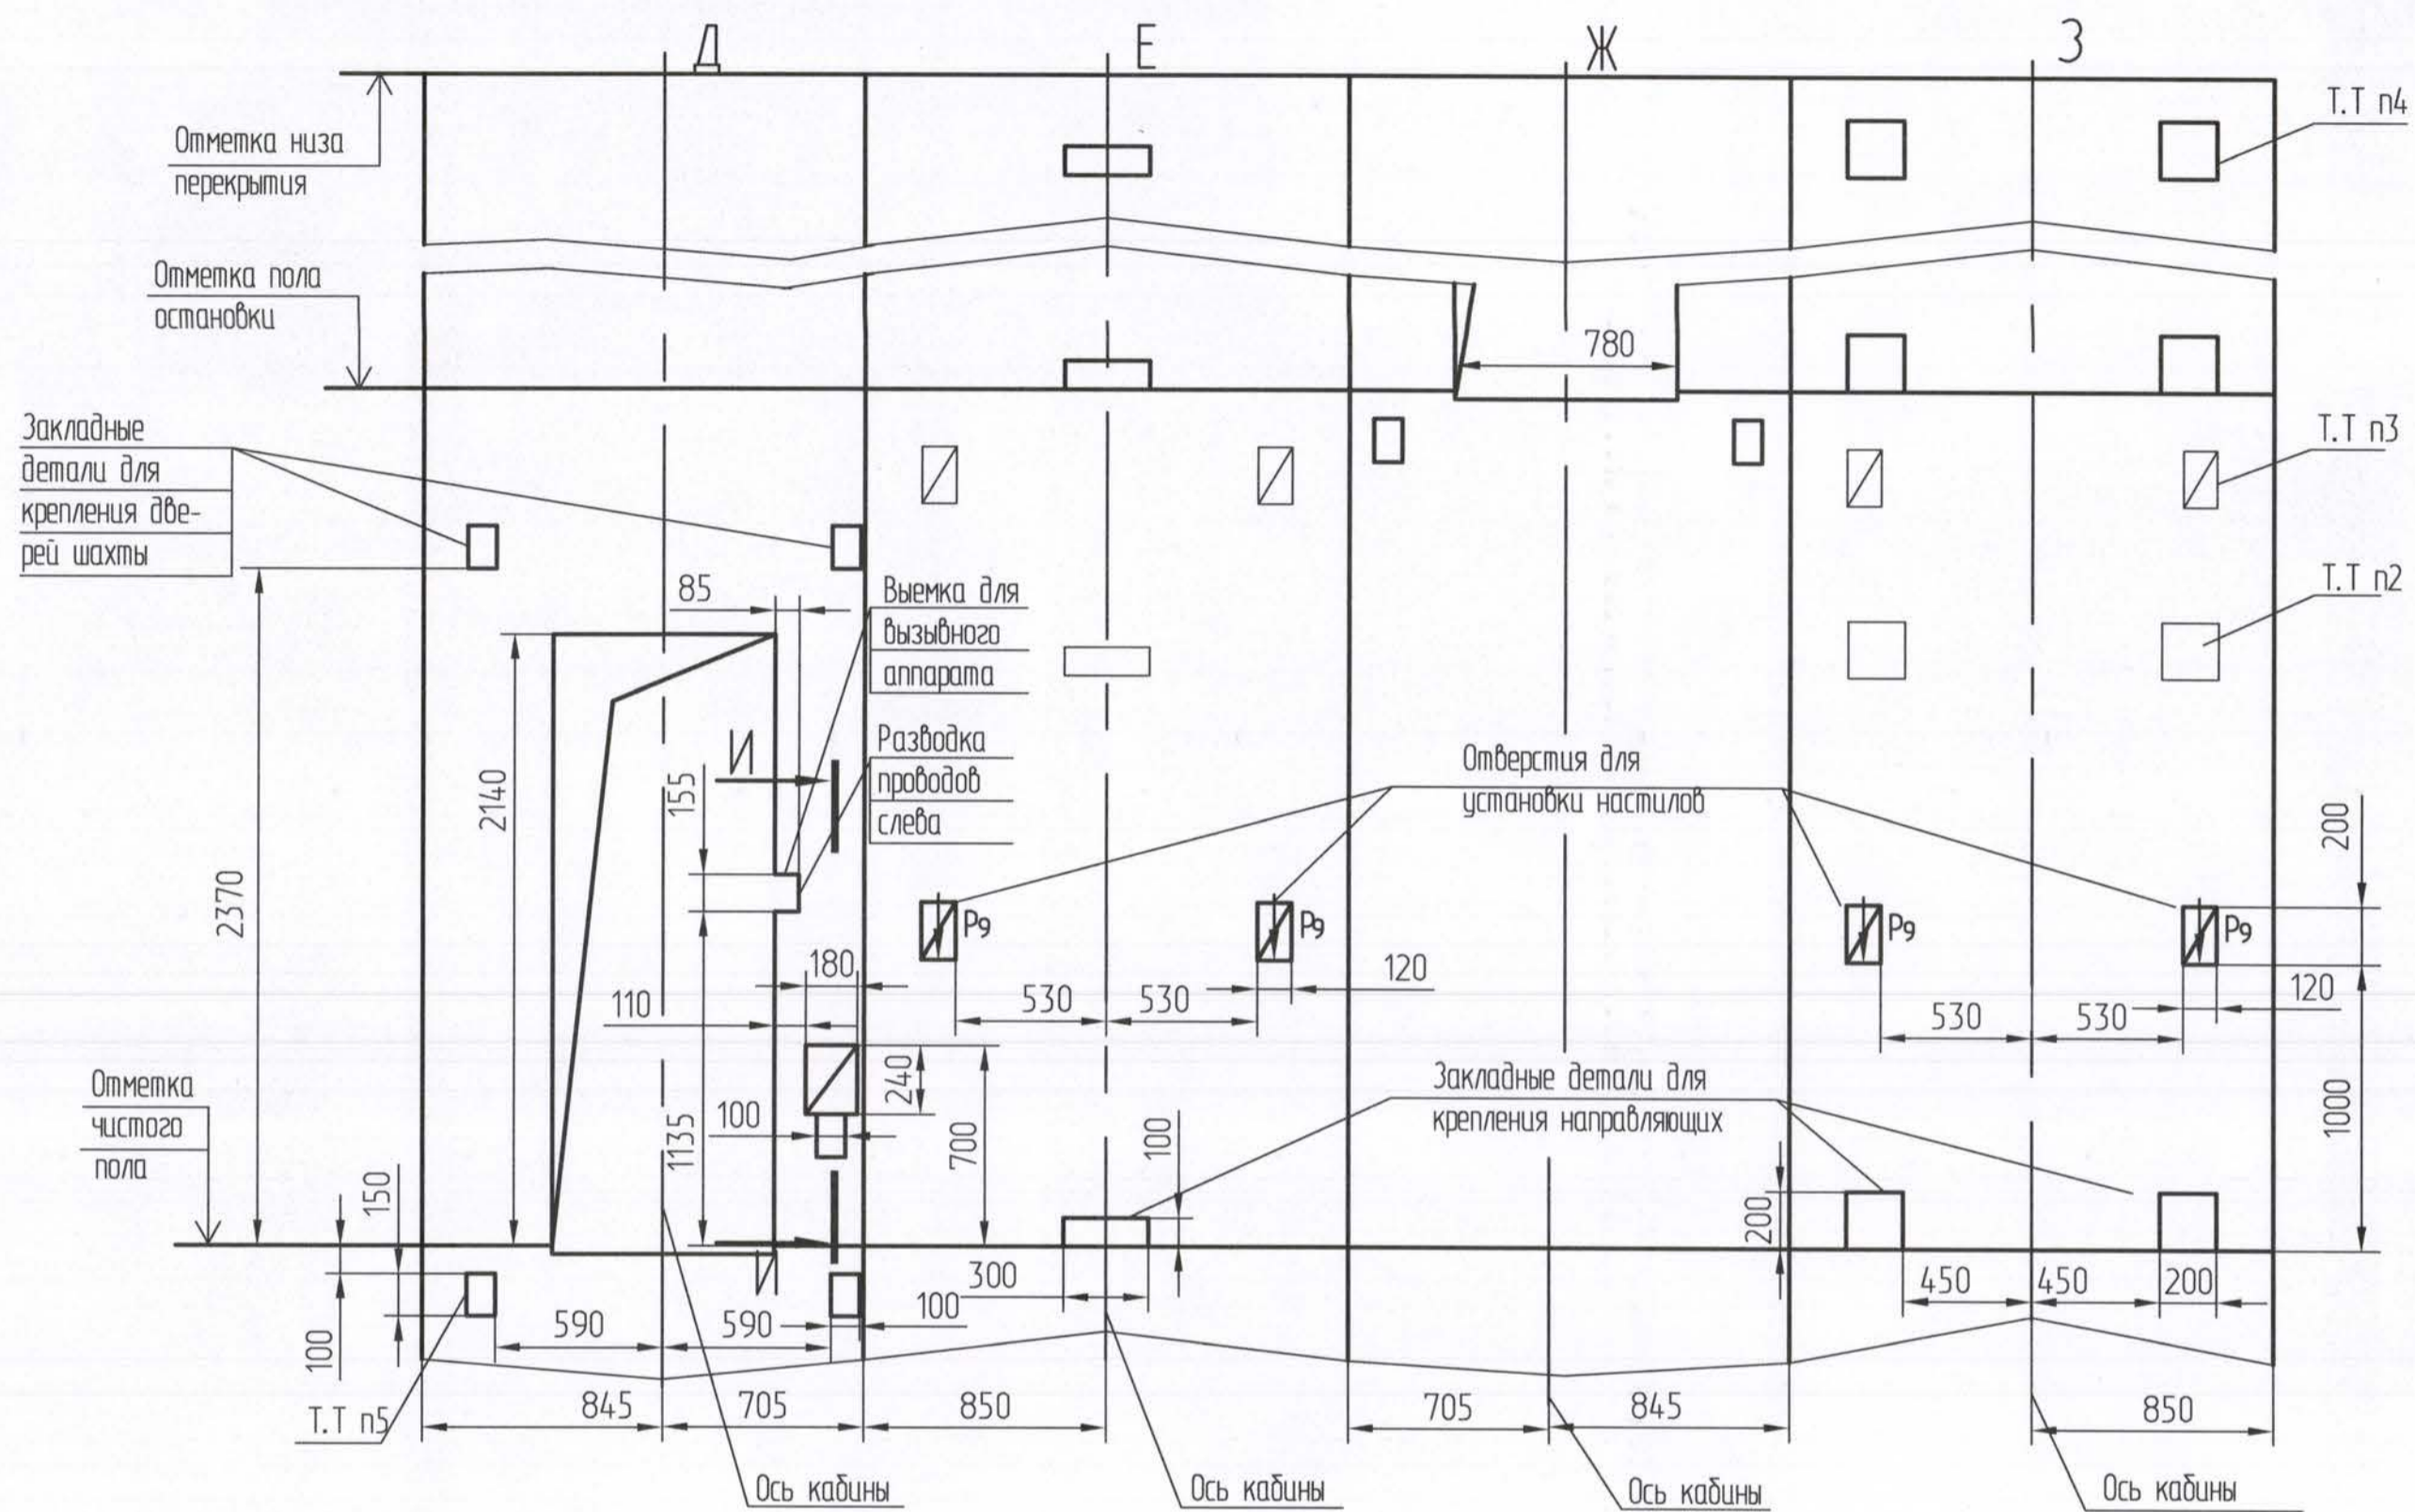 Д
Е
Ж
З
Отметка низа
перекрытия
Т.Т п4
Отметка пола
остановки
780
Закладные
детали для
крепления две-
рей шахты
Т.Т п3
Т.Т п2
85
Выемка для
вызывного
аппарата
Разводка
проводов
слева
И
155
2140
2370
Отверстия для
установки настилов
200
Р9
Р9
Р9
Р9
180
110
530
530
120
530
530
120
240
700
100
1135
Закладные детали для
крепления направляющих
1000
Отметка
чистого
пола
150
100
100
200
И
300
100
590
590
450
450
200
845
705
850
705
845
850
Т.Т п5
Ось кабины
Ось кабины
Ось кабины
Ось кабины